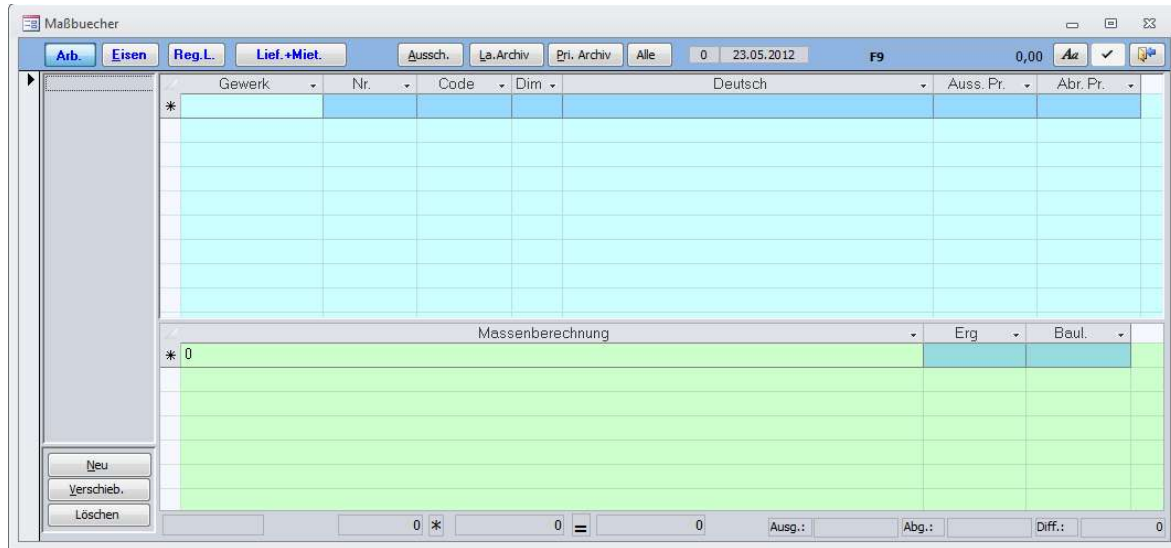 Maßbuecher
Arb. Eisen Reg.L. Lief.+Miet. Aussch. La.Archiv Pri. Archiv Alle 0 23.05.2012 F9 0,00 Aa
Gewerk Nr. Code Dim Deutsch Auss. Pr. Abr. Pr.
*
Massenberechnung Erg Baul.
* 0
Neu
Verschieb.
Löschen
0 * 0 = 0 Ausg.: Abg.: Diff.: 0